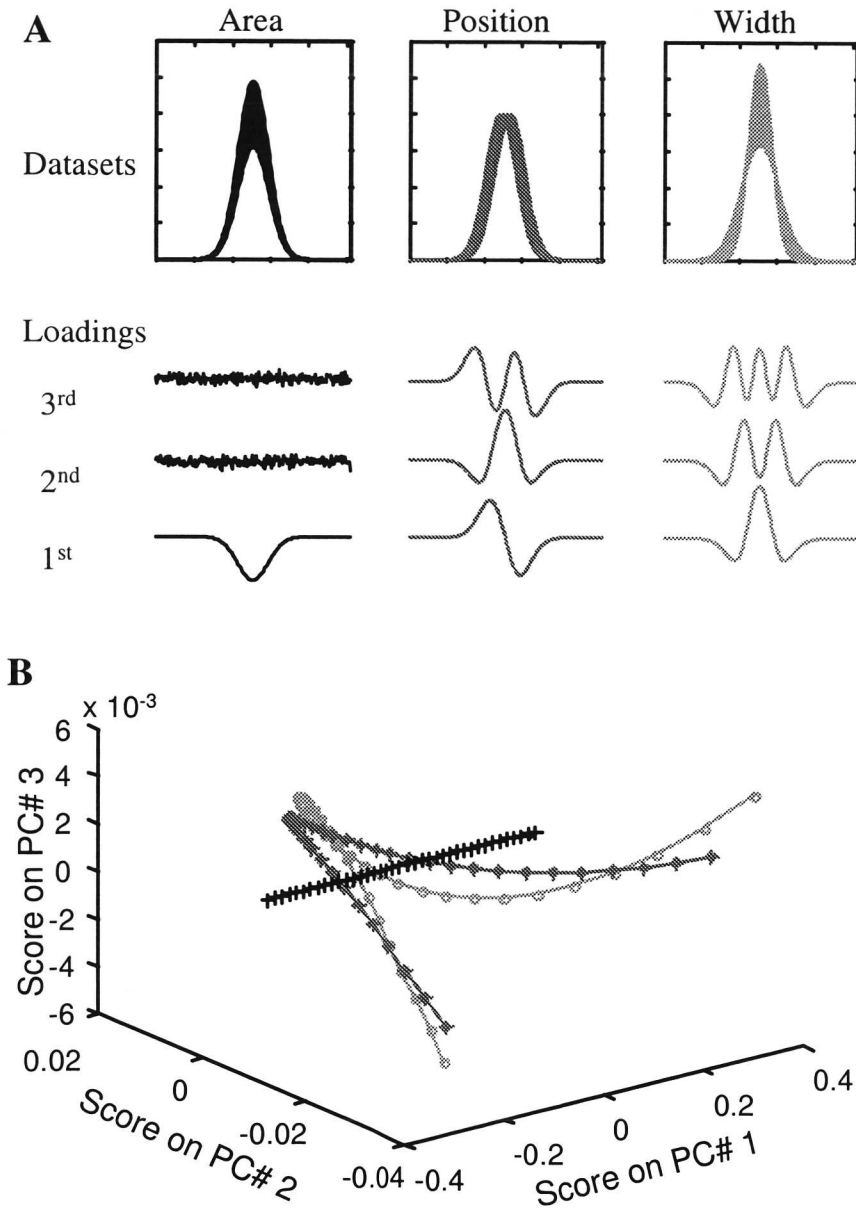 A
Area Position Width
Datasets
Loadings
3rd
2nd
1st
B
x 10-3
6
4
2
0
-2
-4
-6
Score on PC# 3
0.02
0
-0.02
-0.04
Score on PC# 2
-0.4
-0.2
0
0.2
0.4
Score on PC# 1